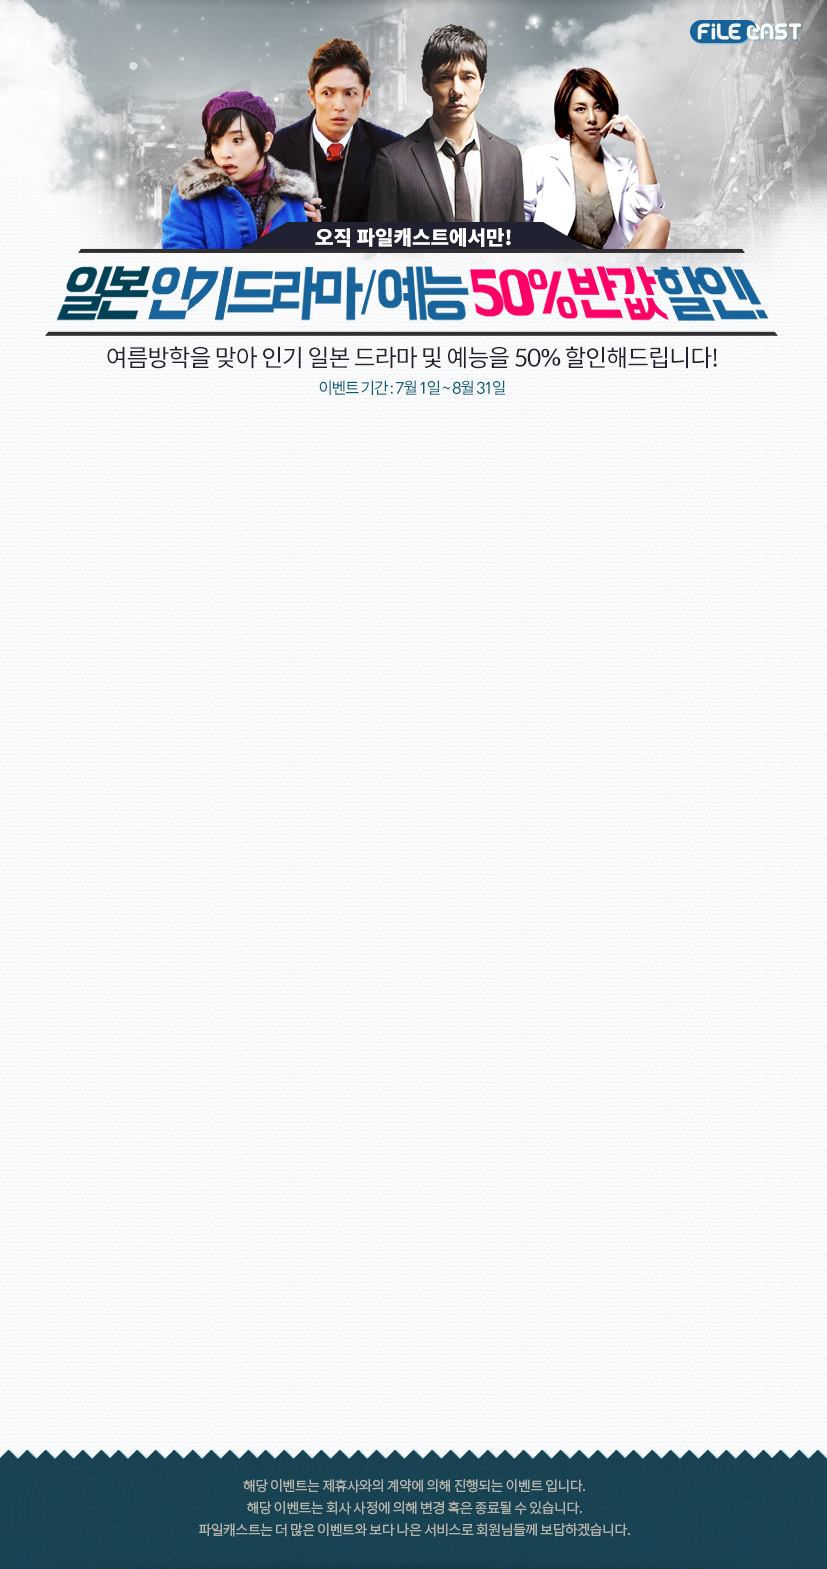 FiLE CAST
오직 파일캐스트에서만!
일본 인기드라마/예능 50% 반값 할인!
여름방학을 맞아 인기 일본 드라마 및 예능을 50% 할인해드립니다!
이벤트 기간 : 7월 1일 ~ 8월 31일
해당 이벤트는 제휴사와의 계약에 의해 진행되는 이벤트 입니다.
해당 이벤트는 회사 사정에 의해 변경 혹은 종료될 수 있습니다.
파일캐스트는 더 많은 이벤트와 보다 나은 서비스로 회원님들께 보답하겠습니다.